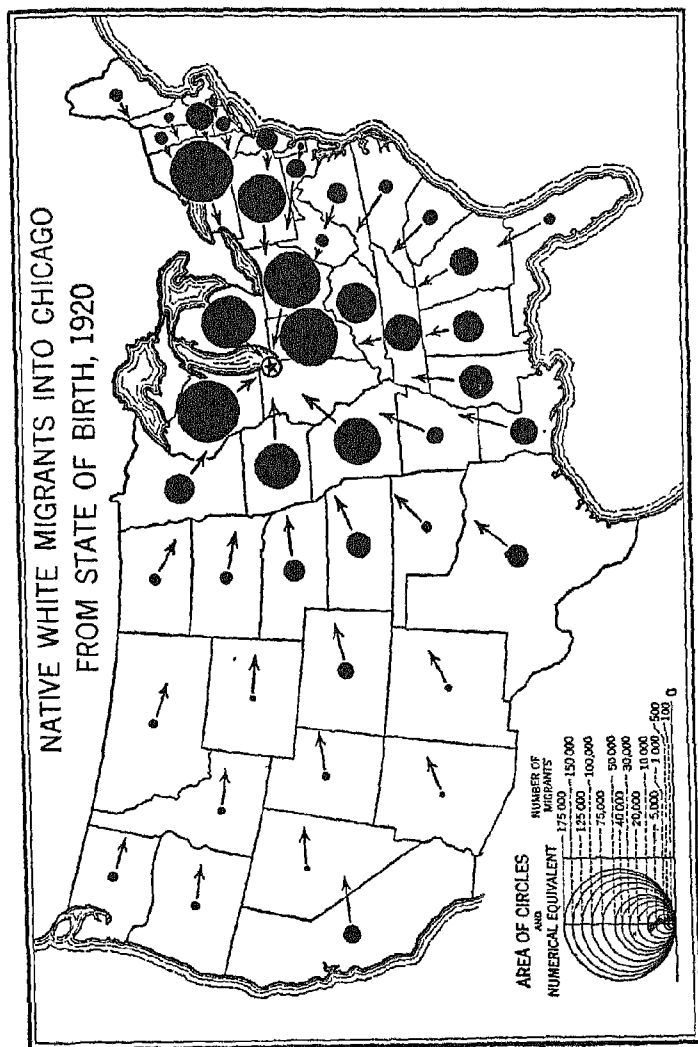 NATIVE WHITE MIGRANTS INTO CHICAGO
FROM STATE OF BIRTH, 1920
AREA OF CIRCLES
AND
NUMERICAL EQUIVALENT
NUMBER OF
MIGRANTS
175 000
150 000
125 000
100,000
75,000
50 000
40 000
30,000
20,000
10 000
5,000
1 000
500
100
0